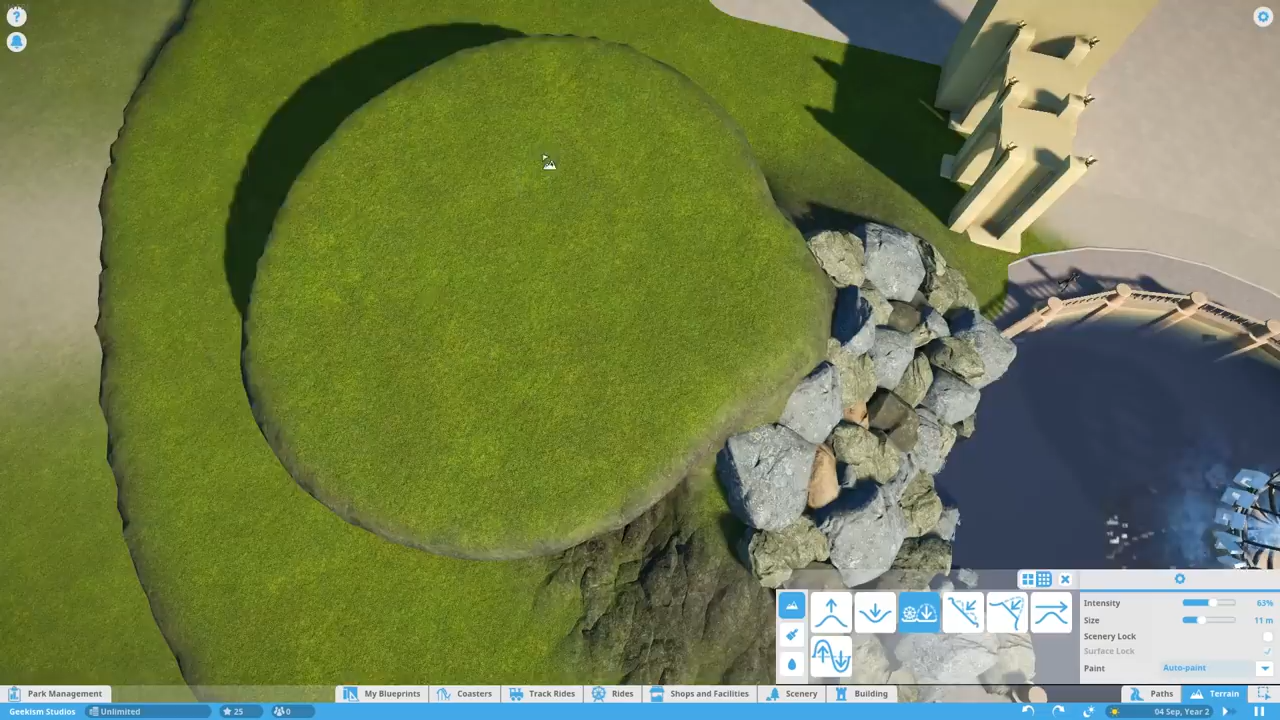 Intensity 63%
Size 11 m
Scenery Lock
Surface Lock
Paint Auto-paint
Park Management My Blueprints Coasters Track Rides Rides Shops and Facilities Scenery Building Paths Terrain
Geekism Studios Unlimited 25 0 04 Sep, Year 2